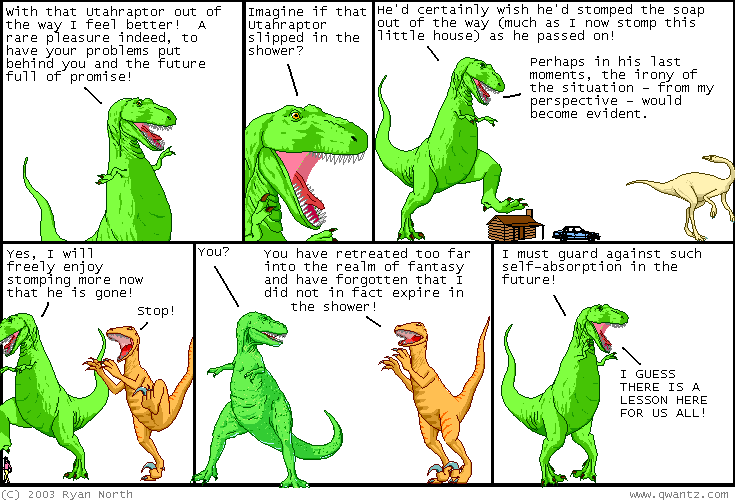 With that Utahraptor out of
the way I feel better!  A
rare pleasure indeed, to
have your problems put
behind you and the future
full of promise!
Imagine if that
Utahraptor
slipped in the
shower?
He'd certainly wish he'd stomped the soap
out of the way (much as I now stomp this
little house) as he passed on!
Perhaps in his last
moments, the irony of
the situation - from my
perspective - would
become evident.
Yes, I will
freely enjoy
stomping more now
that he is gone!
Stop!
You?
You have retreated too far
into the realm of fantasy
and have forgotten that I
did not in fact expire in
the shower!
I must guard against such
self-absorption in the
future!
I GUESS
THERE IS A
LESSON HERE
FOR US ALL!
(C) 2003 Ryan North
www.qwantz.com